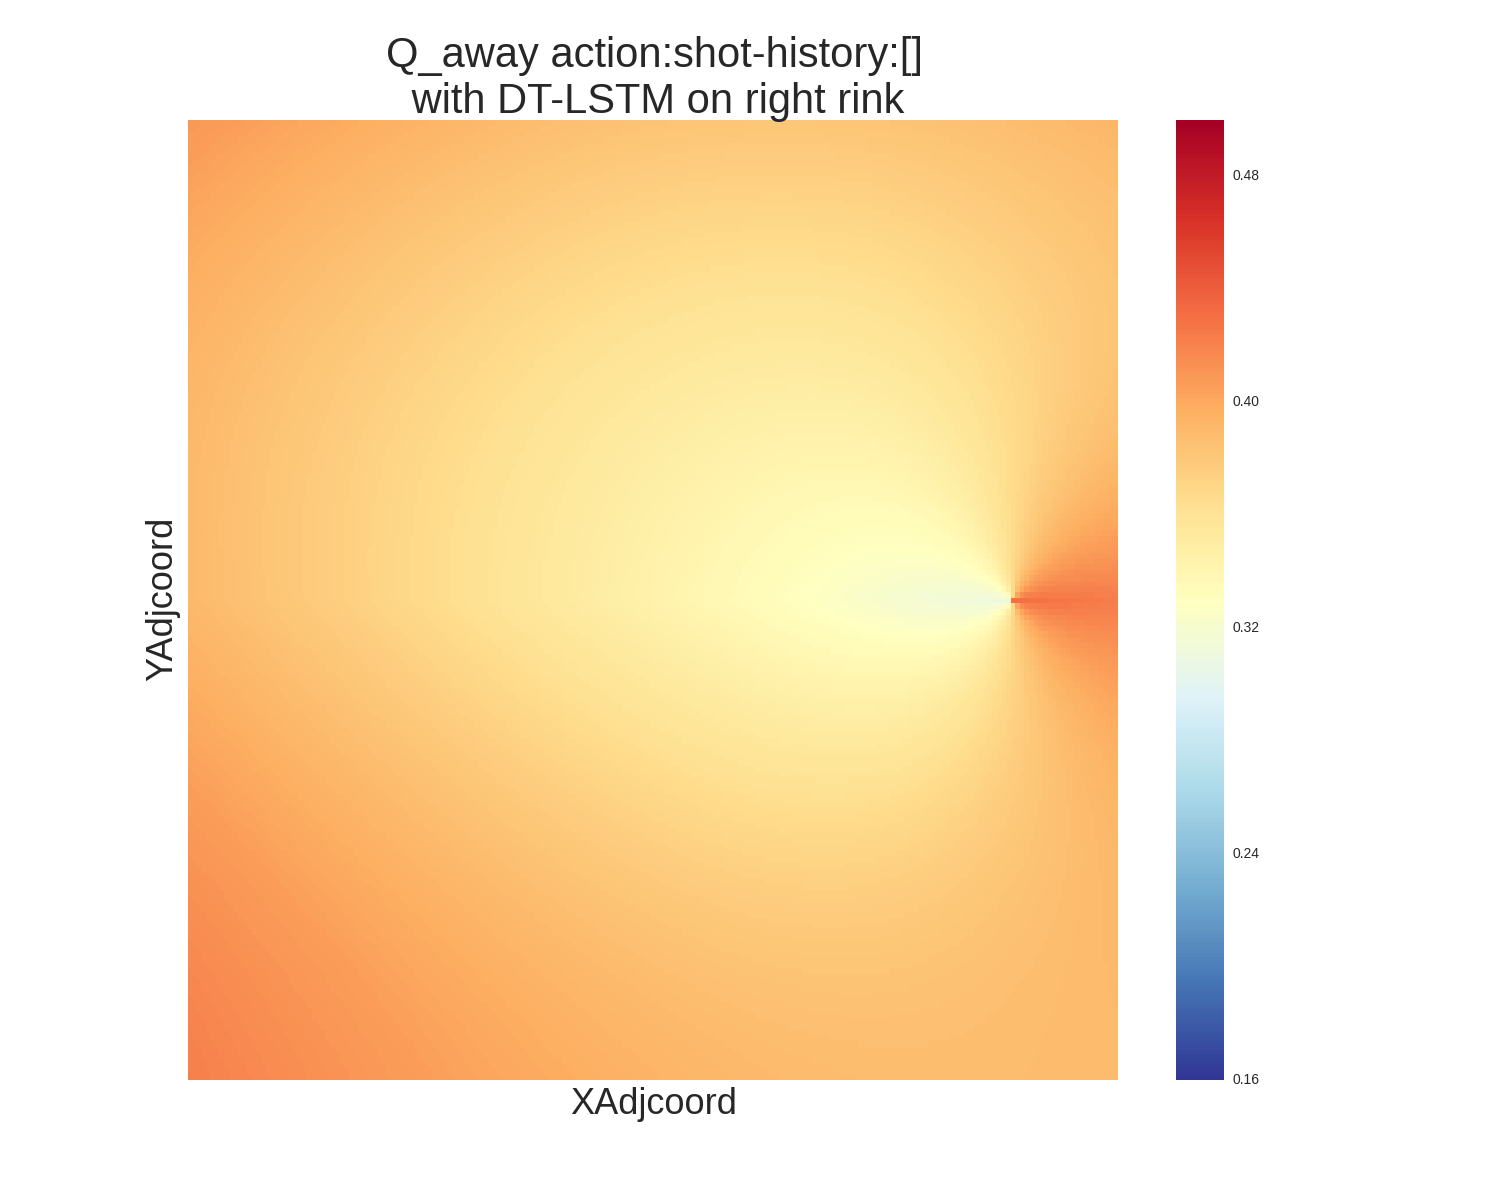 Q_away action:shot-history:[]
with DT-LSTM on right rink
YAdjcoord
XAdjcoord
0.48
0.40
0.32
0.24
0.16